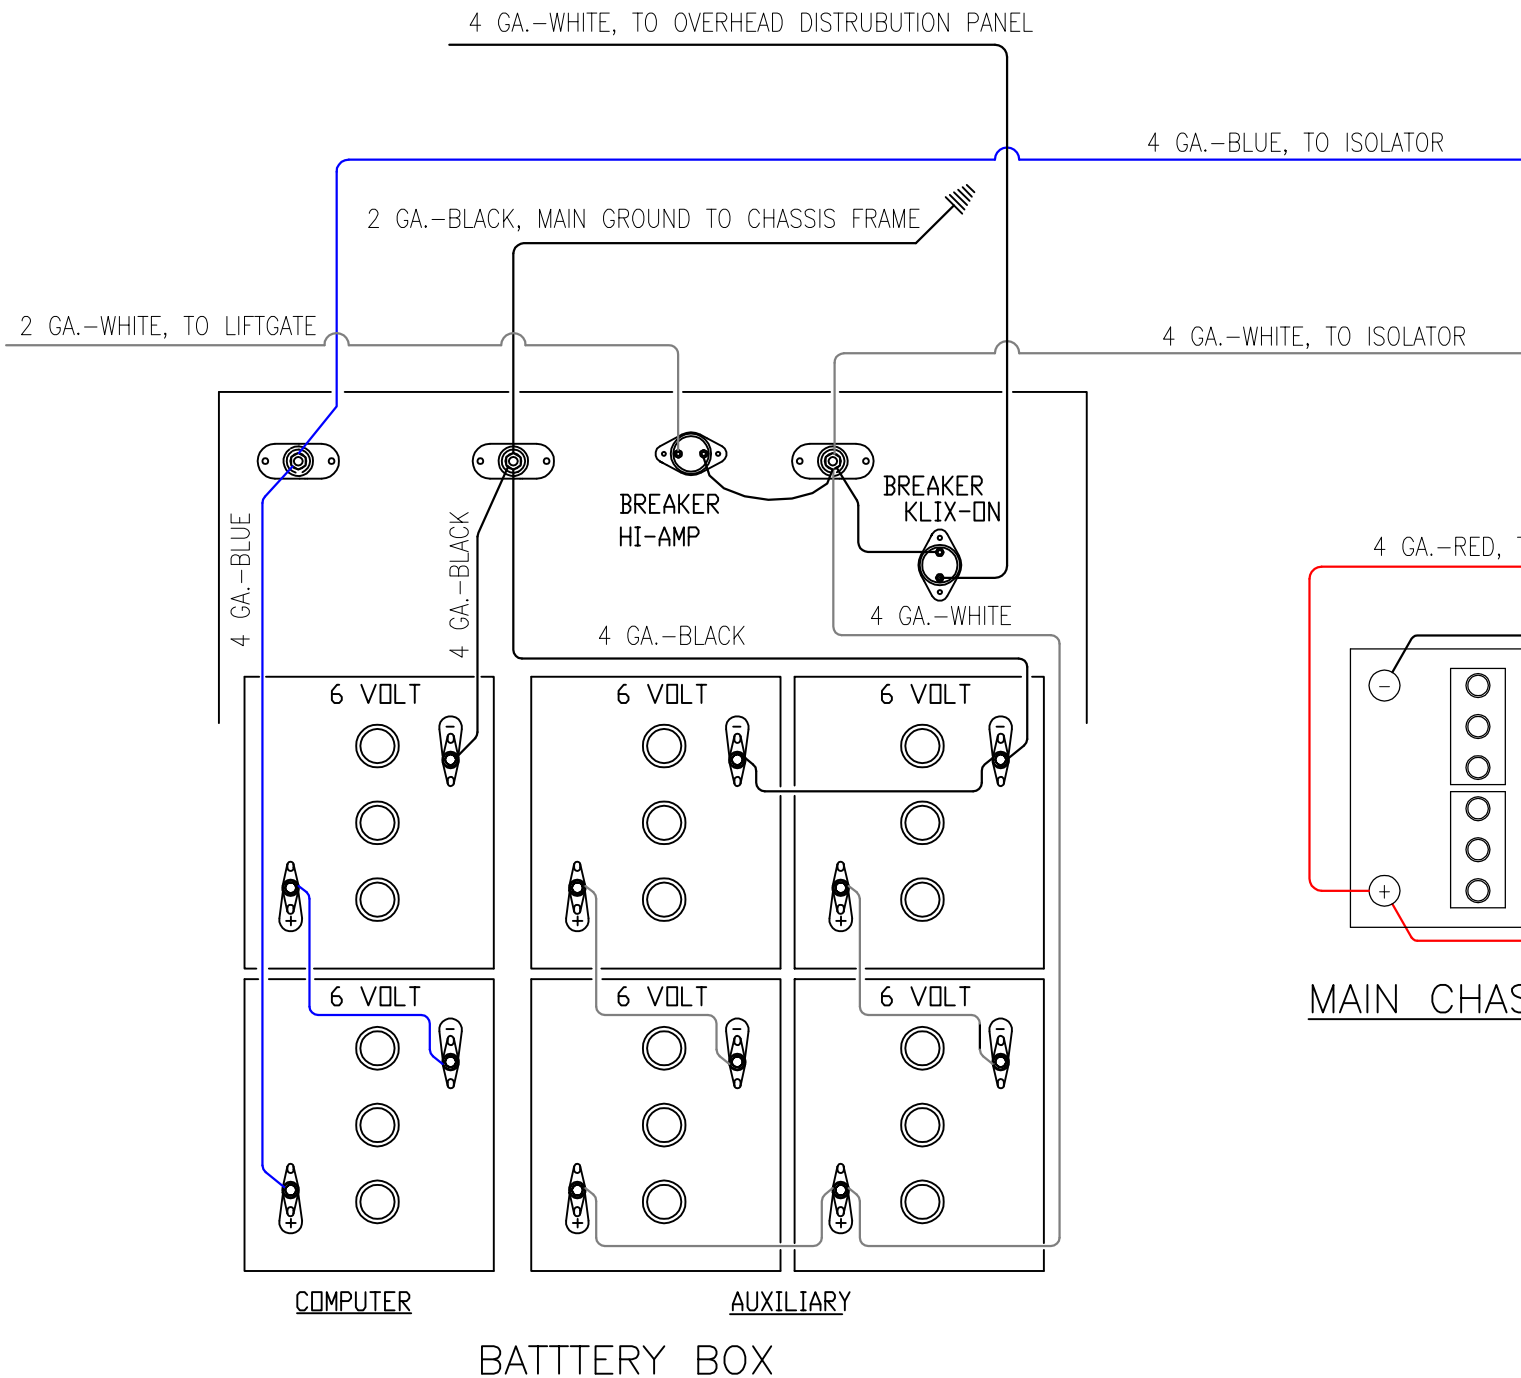 4 GA.-WHITE, TO OVERHEAD DISTRUBUTION PANEL
4 GA.-BLUE, TO ISOLATOR
2 GA.-BLACK, MAIN GROUND TO CHASSIS FRAME
2 GA.-WHITE, TO LIFTGATE
4 GA.-WHITE, TO ISOLATOR
BREAKER
HI-AMP
BREAKER
KLIX-ON
4 GA.-BLUE
4 GA.-BLACK
4 GA.-RED,
4 GA.-WHITE
4 GA.-BLACK
6 VOLT
6 VOLT
6 VOLT
-
-
-
-
+
+
+
+
6 VOLT
6 VOLT
6 VOLT
-
-
-
+
+
+
MAIN CHAS
COMPUTER
AUXILIARY
BATTTERY BOX